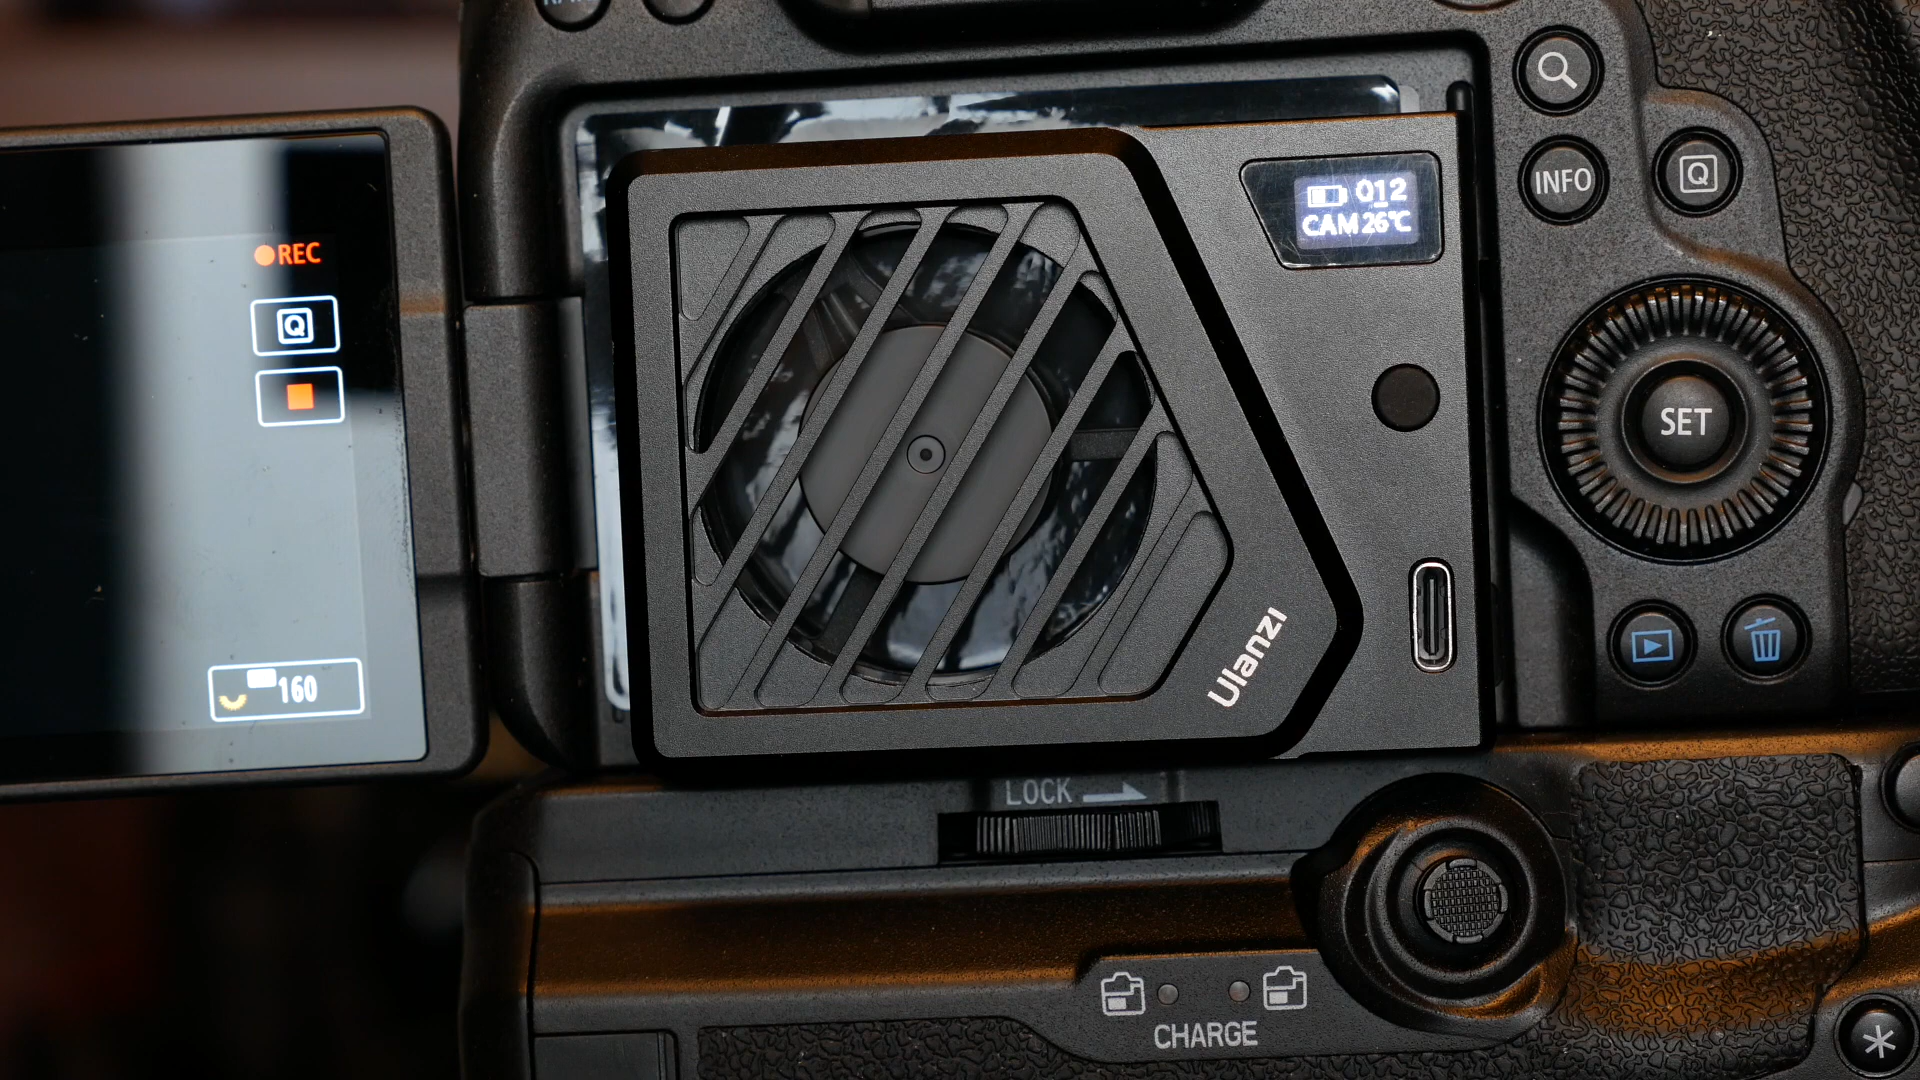 REC
Q
160
012
CAM 26℃
Ulanzi
INFO
Q
SET
LOCK
CHARGE